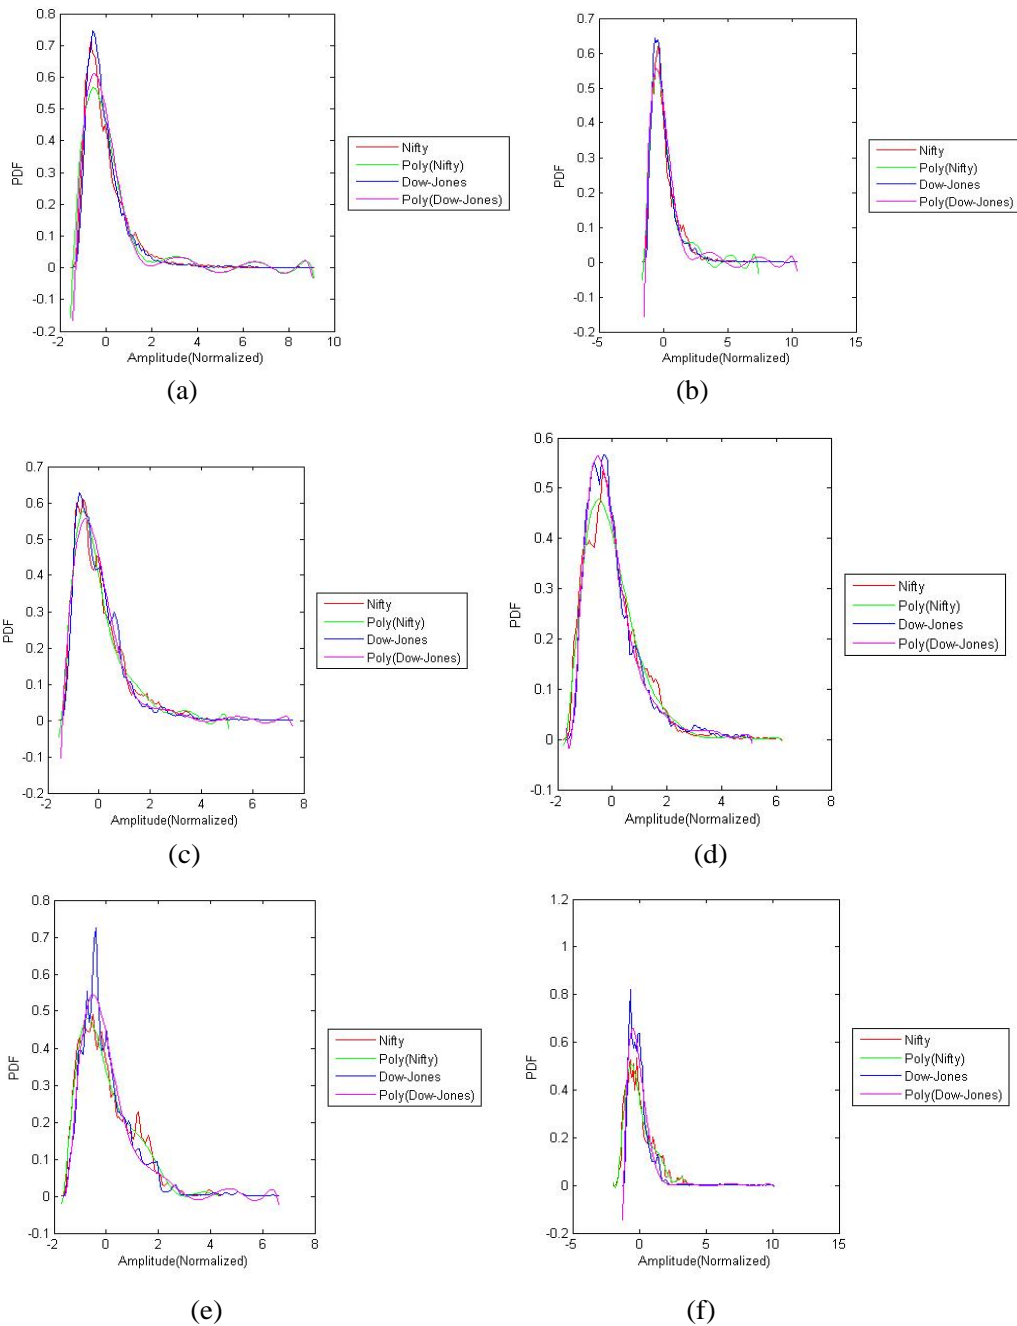 0.8
0.7
0.6
0.5
0.4
0.3
0.2
0.1
0
-0.1
-0.2
-2 0 2 4 6 8 10
PDF
Amplitude(Normalized)
Nifty
Poly(Nifty)
Dow-Jones
Poly(Dow-Jones)
(a)
0.7
0.6
0.5
0.4
0.3
0.2
0.1
0
-0.1
-0.2
-5 0 5 10 15
PDF
Amplitude(Normalized)
Nifty
Poly(Nifty)
Dow-Jones
Poly(Dow-Jones)
(b)
0.7
0.6
0.5
0.4
0.3
0.2
0.1
0
-0.1
-0.2
-2 0 2 4 6 8
PDF
Amplitude(Normalized)
Nifty
Poly(Nifty)
Dow-Jones
Poly(Dow-Jones)
(c)
0.6
0.5
0.4
0.3
0.2
0.1
0
-0.1
-2 0 2 4 6 8
PDF
Amplitude(Normalized)
Nifty
Poly(Nifty)
Dow-Jones
Poly(Dow-Jones)
(d)
0.8
0.7
0.6
0.5
0.4
0.3
0.2
0.1
0
-0.1
-2 0 2 4 6 8
PDF
Amplitude(Normalized)
Nifty
Poly(Nifty)
Dow-Jones
Poly(Dow-Jones)
(e)
1.2
1
0.8
0.6
0.4
0.2
0
-0.2
-5 0 5 10 15
PDF
Amplitude(Normalized)
Nifty
Poly(Nifty)
Dow-Jones
Poly(Dow-Jones)
(f)